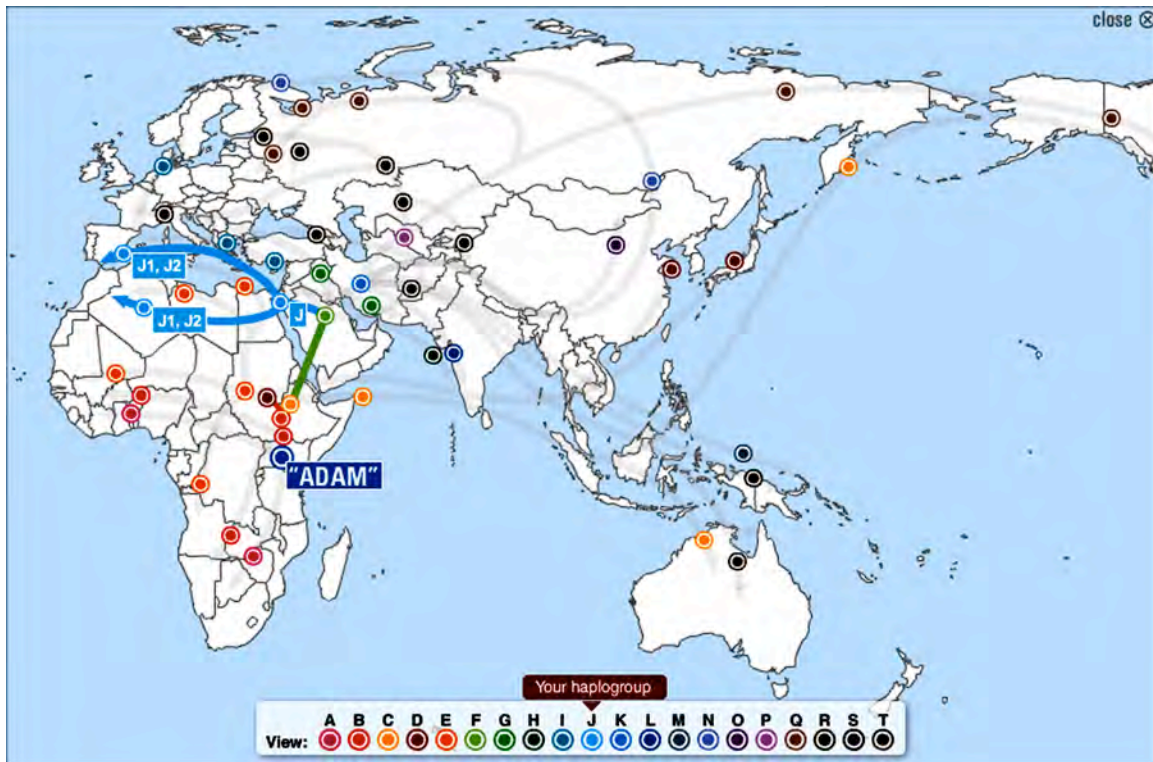 close ⊗
J1, J2
J1, J2
J
"ADAM"
Your haplogroup
A B C D E F G H I J K L M N O P Q R S T
View: